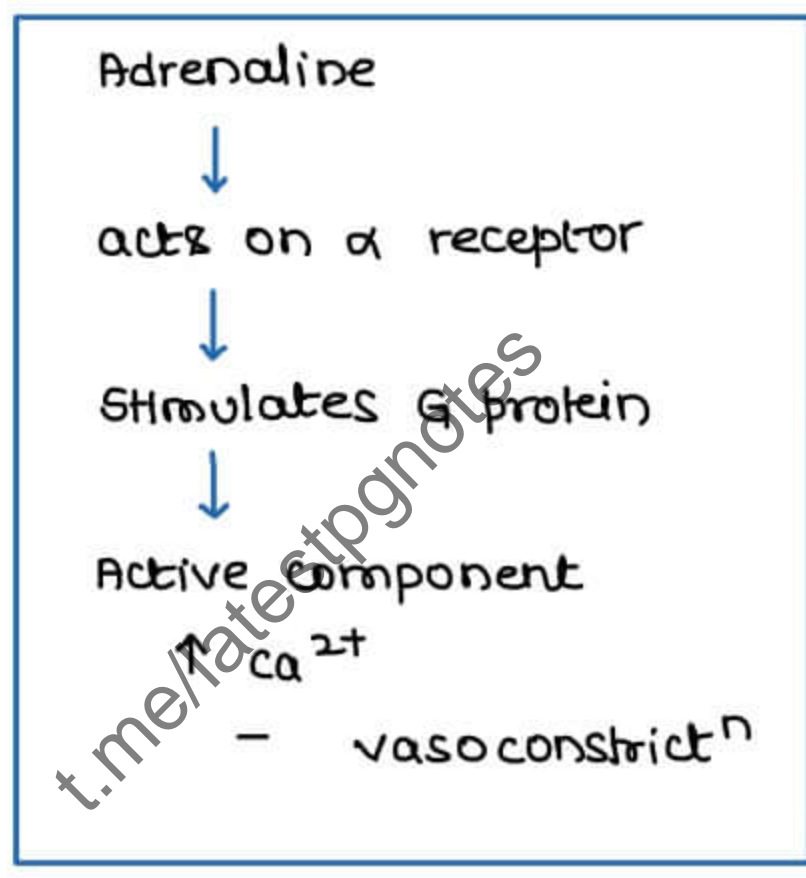 Adrenaline
↓
acts on α receptor
↓
Stimulates G protein
↓
Active component
↑ Ca²⁺
– vasoconstrictⁿ
t.me/latestpgnotes